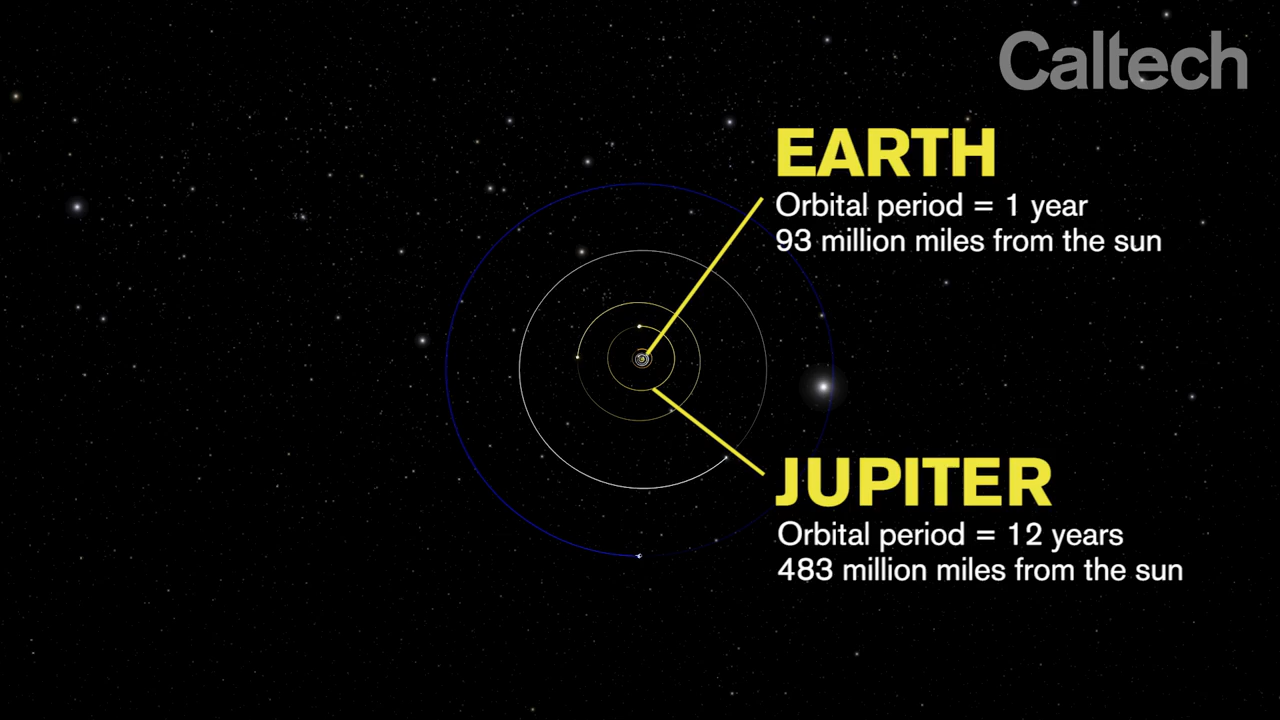 Caltech
EARTH
Orbital period = 1 year
93 million miles from the sun
JUPITER
Orbital period = 12 years
483 million miles from the sun